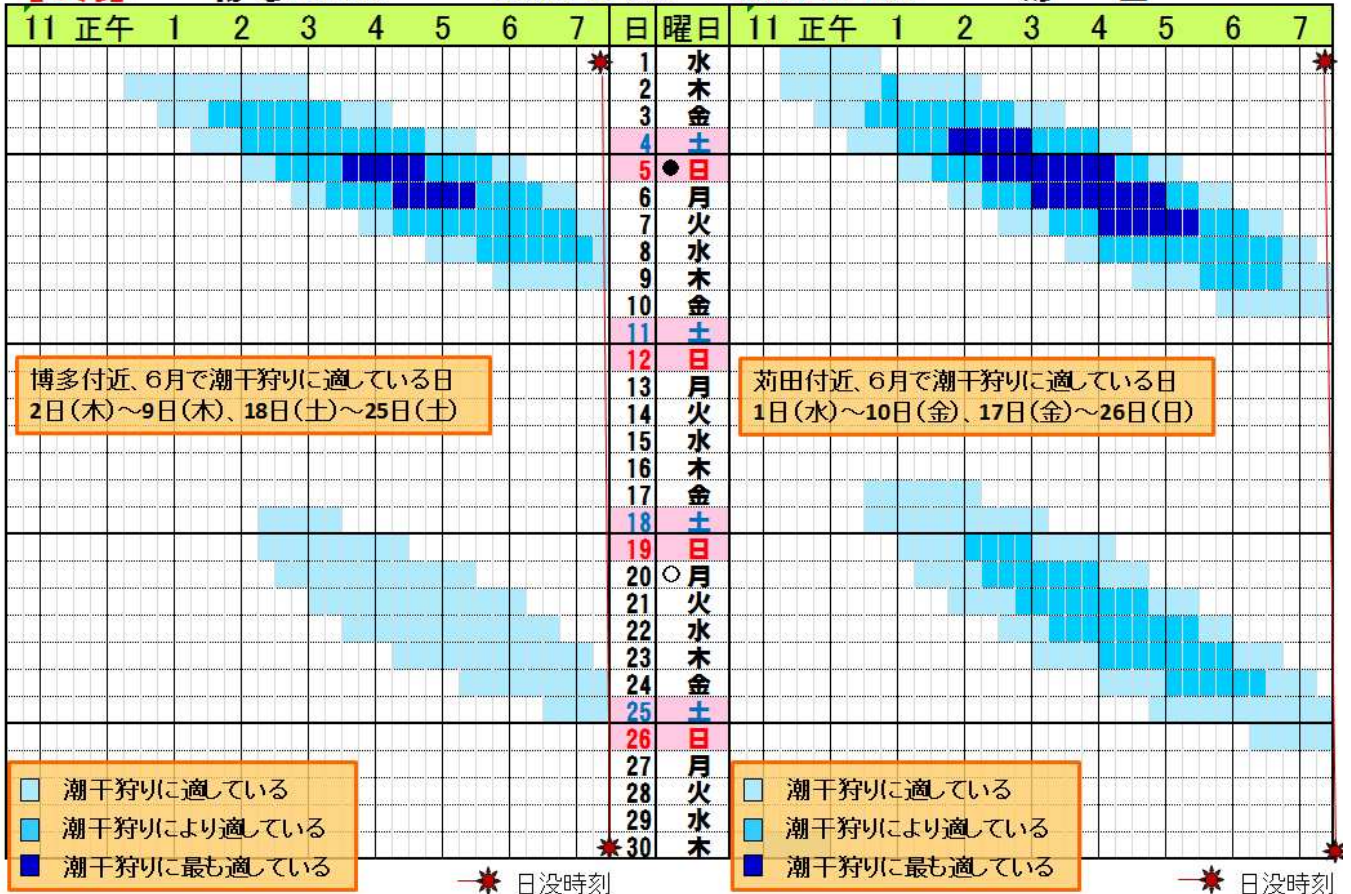 11 正午 1 2 3 4 5 6 7 日 曜日 11 正午 1 2 3 4 5 6 7
1 水
2 木
3 金
4 土
5 ● 日
6 月
7 火
8 水
9 木
10 金
11 土
12 日
13 月
14 火
15 水
16 木
17 金
18 土
19 日
20 ○ 月
21 火
22 水
23 木
24 金
25 土
26 日
27 月
28 火
29 水
30 木
博多付近、6月で潮干狩りに適している日
2日(木)～9日(木)、18日(土)～25日(土)
苅田付近、6月で潮干狩りに適している日
1日(水)～10日(金)、17日(金)～26日(日)
潮干狩りに適している
潮干狩りにより適している
潮干狩りに最も適している
日没時刻
潮干狩りに適している
潮干狩りにより適している
潮干狩りに最も適している
日没時刻